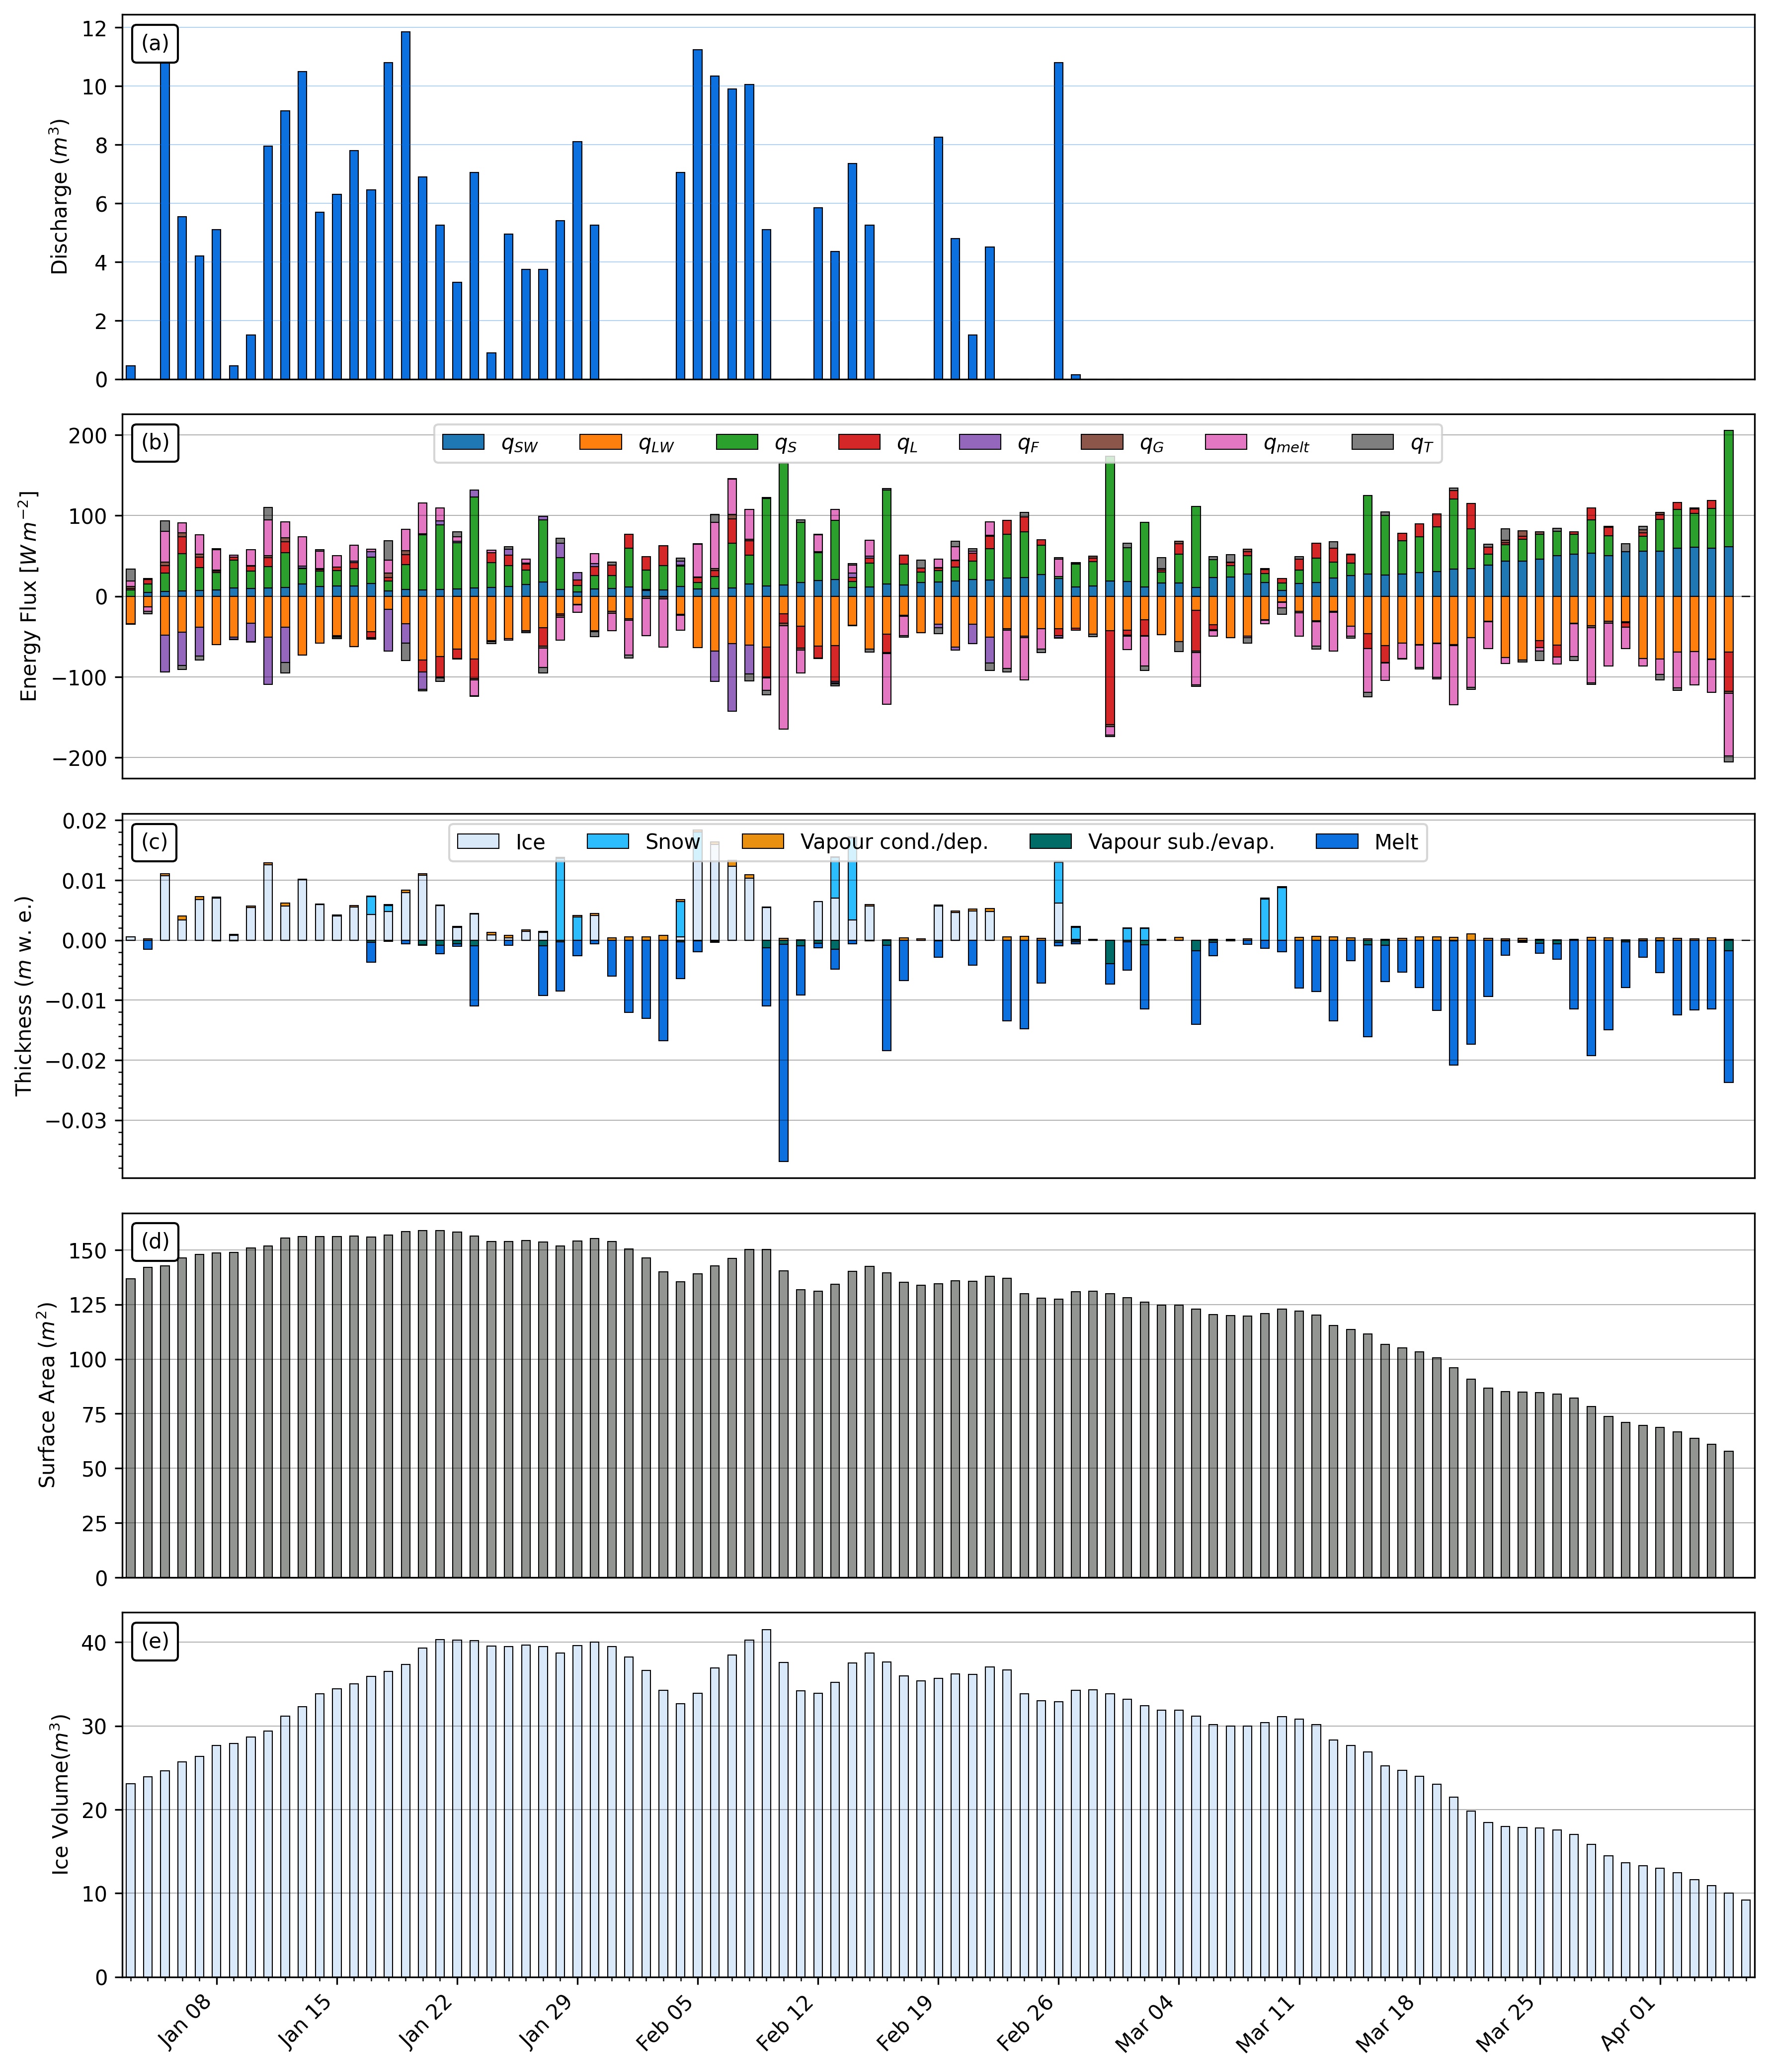 (a)
Discharge (m³)
12
10
8
6
4
2
0
(b)
q_SW q_LW q_S q_L q_F q_G q_melt q_T
Energy Flux [W m⁻²]
200
100
0
−100
−200
(c)
Ice Snow Vapour cond./dep. Vapour sub./evap. Melt
Thickness (m w. e.)
0.02
0.01
0.00
−0.01
−0.02
−0.03
(d)
Surface Area (m²)
150
125
100
75
50
25
0
(e)
Ice Volume(m³)
40
30
20
10
0
Jan 08 Jan 15 Jan 22 Jan 29 Feb 05 Feb 12 Feb 19 Feb 26 Mar 04 Mar 11 Mar 18 Mar 25 Apr 01